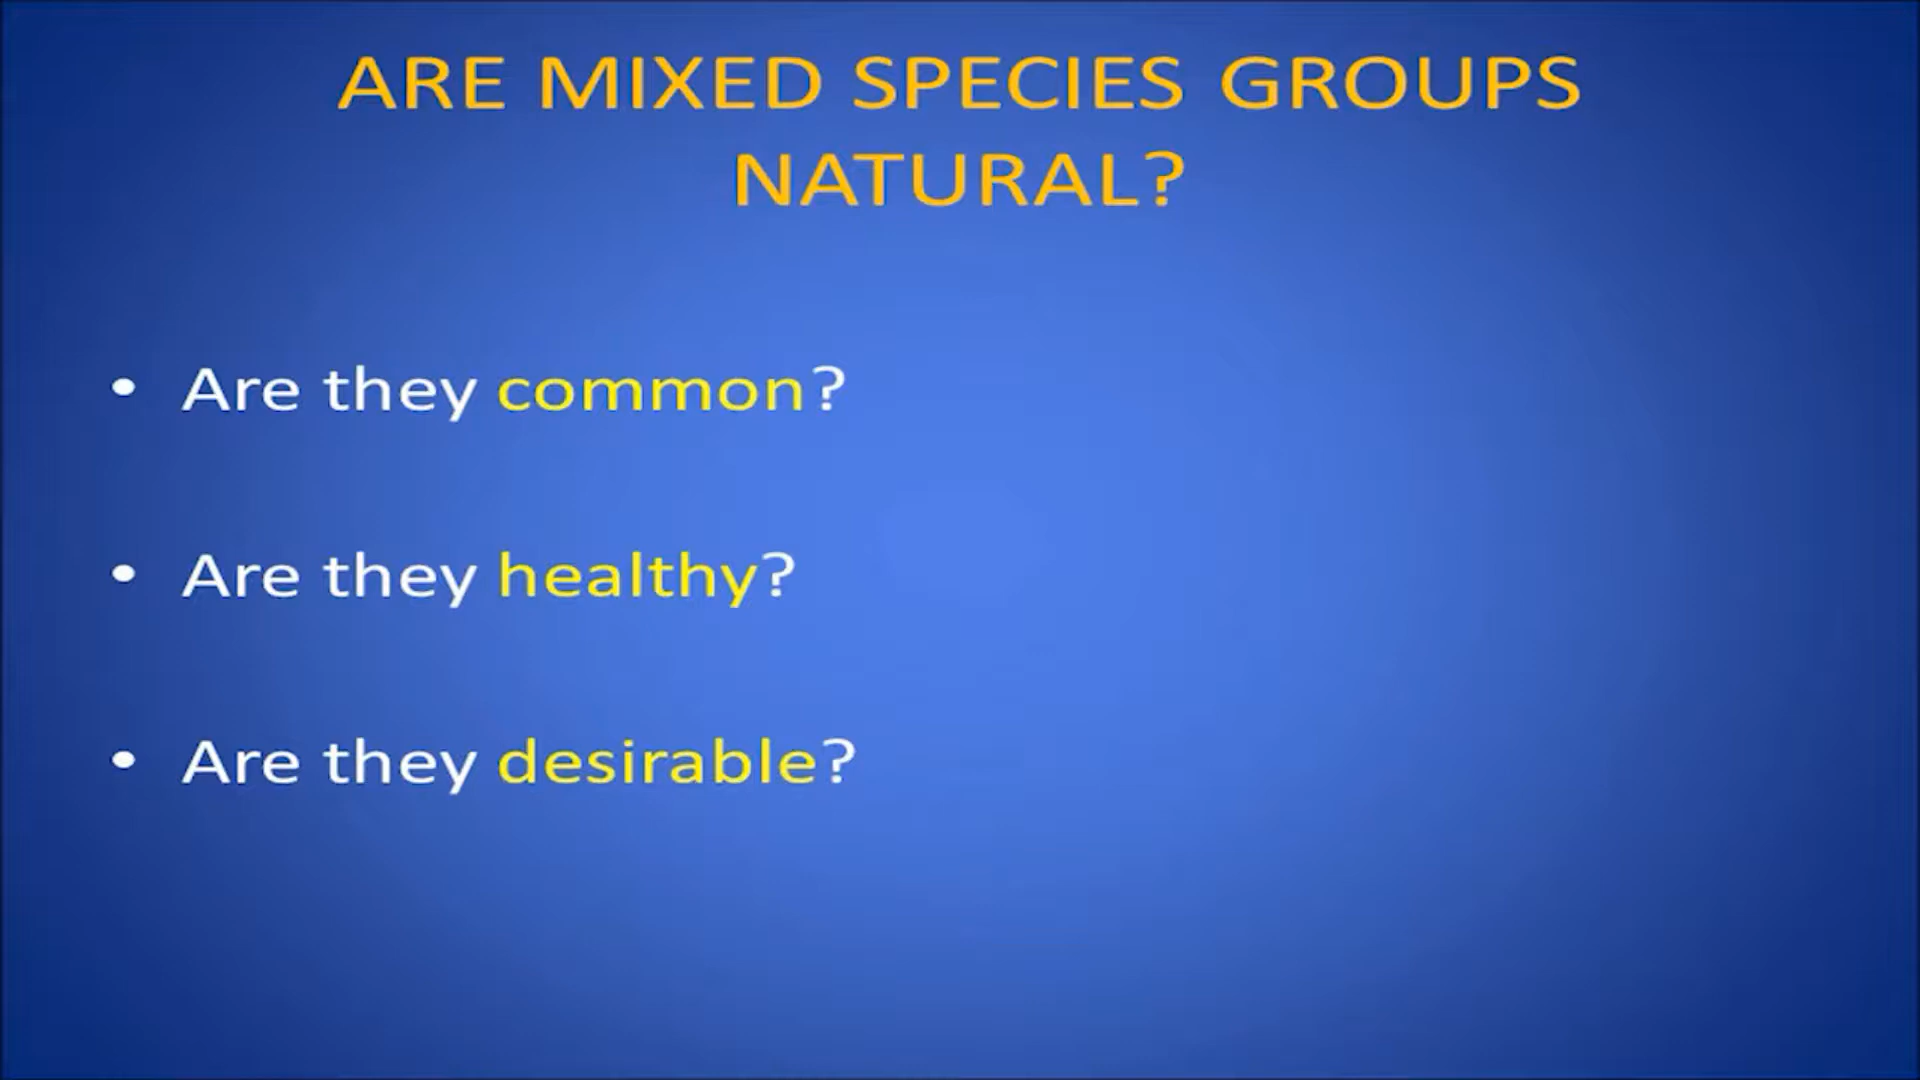 ARE MIXED SPECIES GROUPS
NATURAL?
• Are they common?
• Are they healthy?
• Are they desirable?